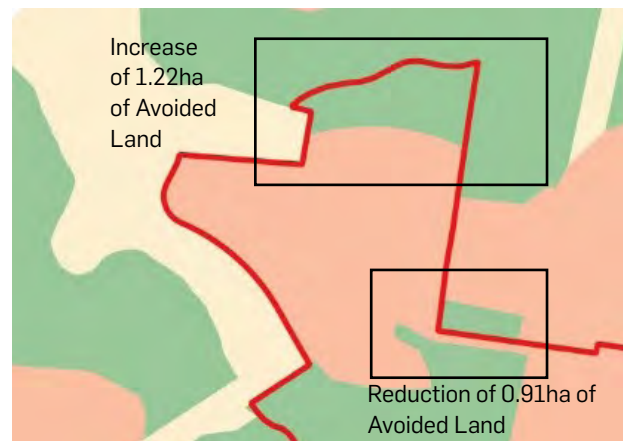 Increase
of 1.22ha
of Avoided
Land
Reduction of 0.91ha of
Avoided Land